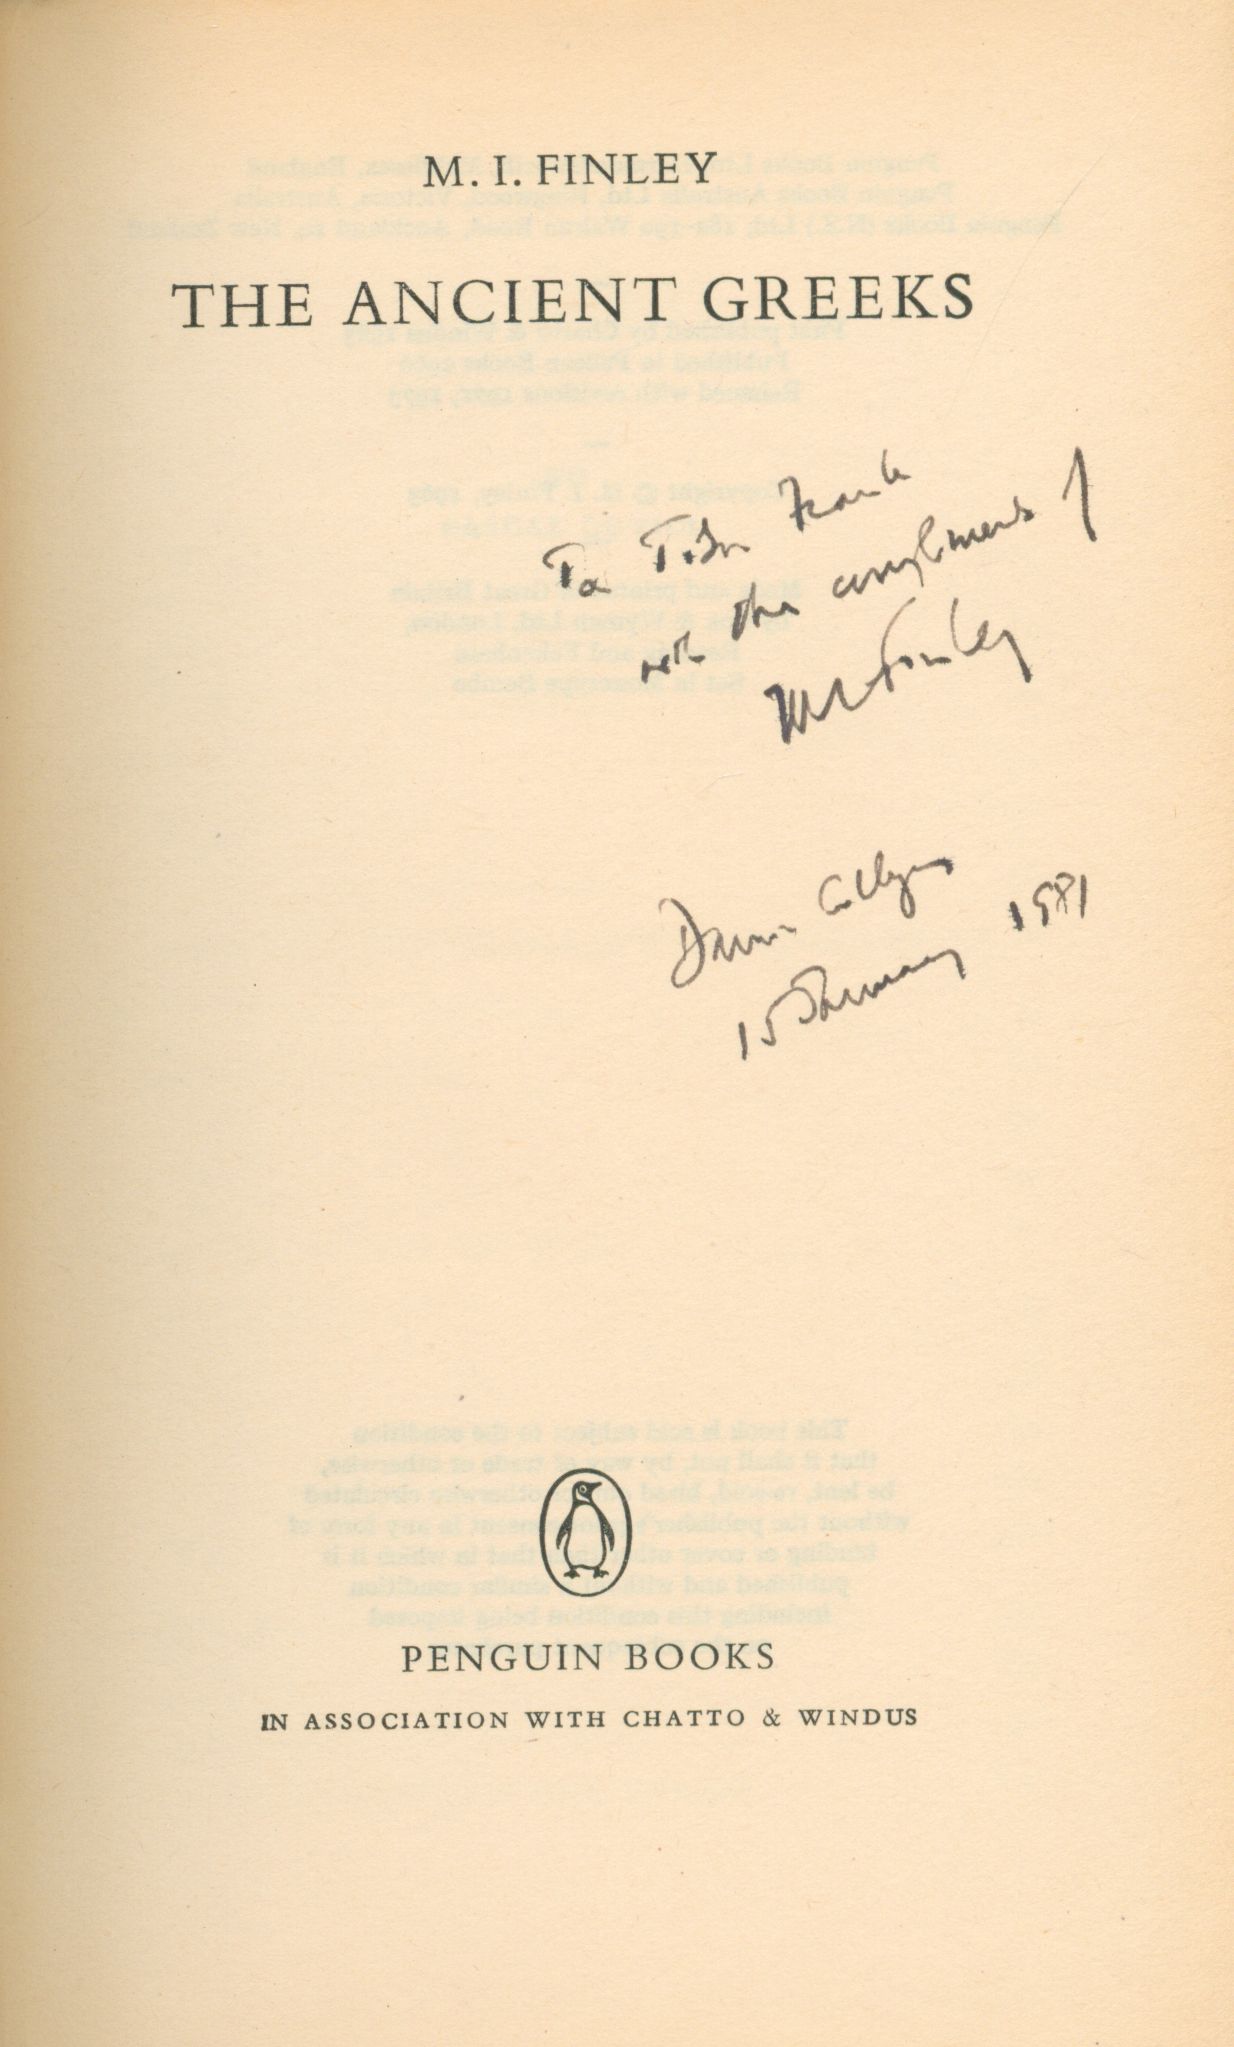 M. I. FINLEY
THE ANCIENT GREEKS
To Tibor Frank
with the compliments of
M I Finley
Darwin College
15 February 1981
PENGUIN BOOKS
IN ASSOCIATION WITH CHATTO & WINDUS